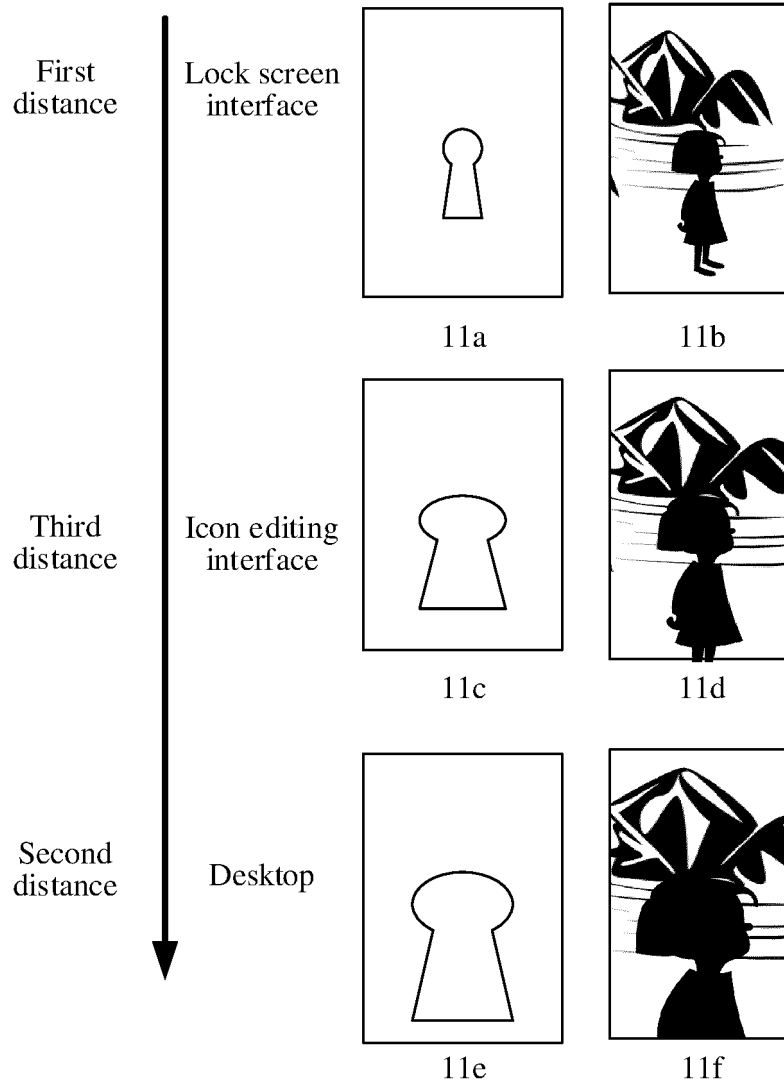 First
distance
Lock screen
interface
11a
11b
Third
distance
Icon editing
interface
11c
11d
Second
distance
Desktop
11e
11f